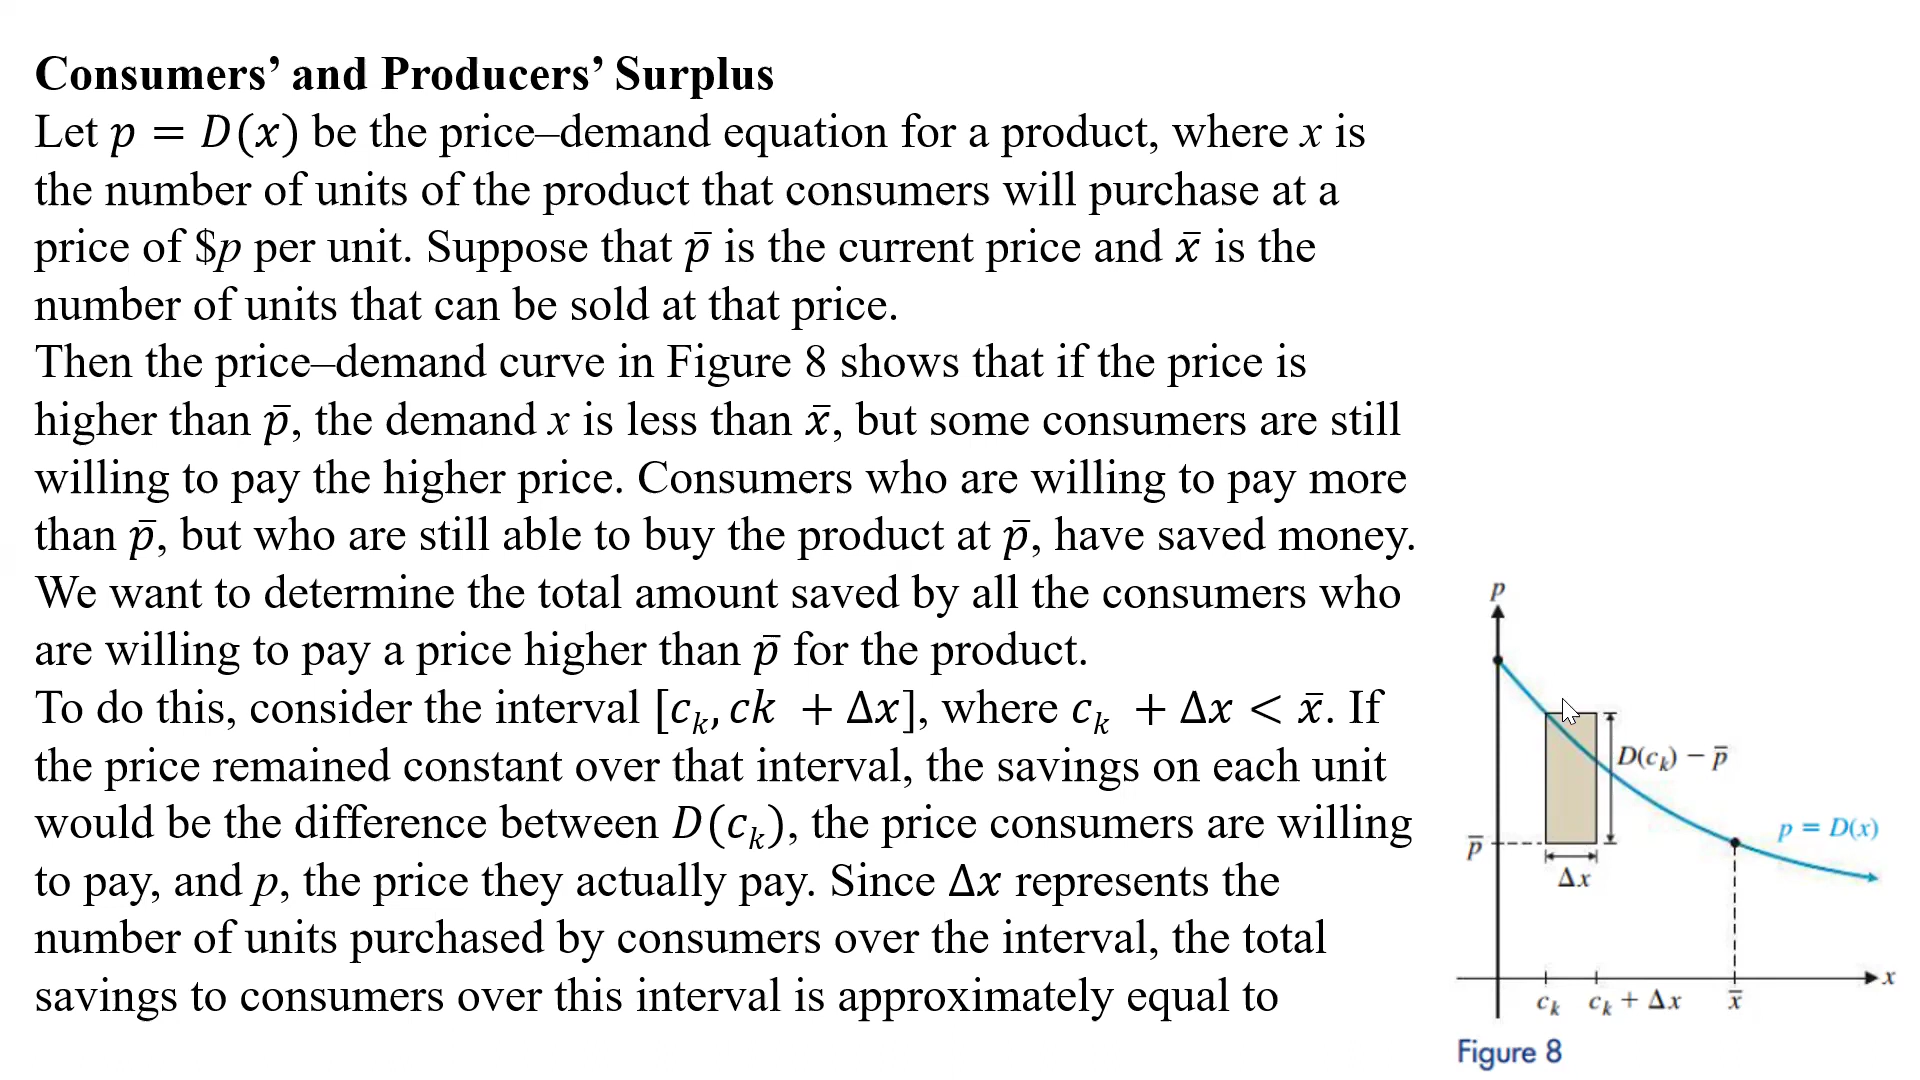 Consumers’ and Producers’ Surplus
Let p = D(x) be the price–demand equation for a product, where x is
the number of units of the product that consumers will purchase at a
price of $p per unit. Suppose that p̄ is the current price and x̄ is the
number of units that can be sold at that price.
Then the price–demand curve in Figure 8 shows that if the price is
higher than p̄, the demand x is less than x̄, but some consumers are still
willing to pay the higher price. Consumers who are willing to pay more
than p̄, but who are still able to buy the product at p̄, have saved money.
We want to determine the total amount saved by all the consumers who
are willing to pay a price higher than p̄ for the product.
To do this, consider the interval [cₖ, ck + Δx], where cₖ + Δx < x̄. If
the price remained constant over that interval, the savings on each unit
would be the difference between D(cₖ), the price consumers are willing
to pay, and p, the price they actually pay. Since Δx represents the
number of units purchased by consumers over the interval, the total
savings to consumers over this interval is approximately equal to
p
D(cₖ) − p̄
p = D(x)
p̄
Δx
x
cₖ
cₖ + Δx
x̄
Figure 8